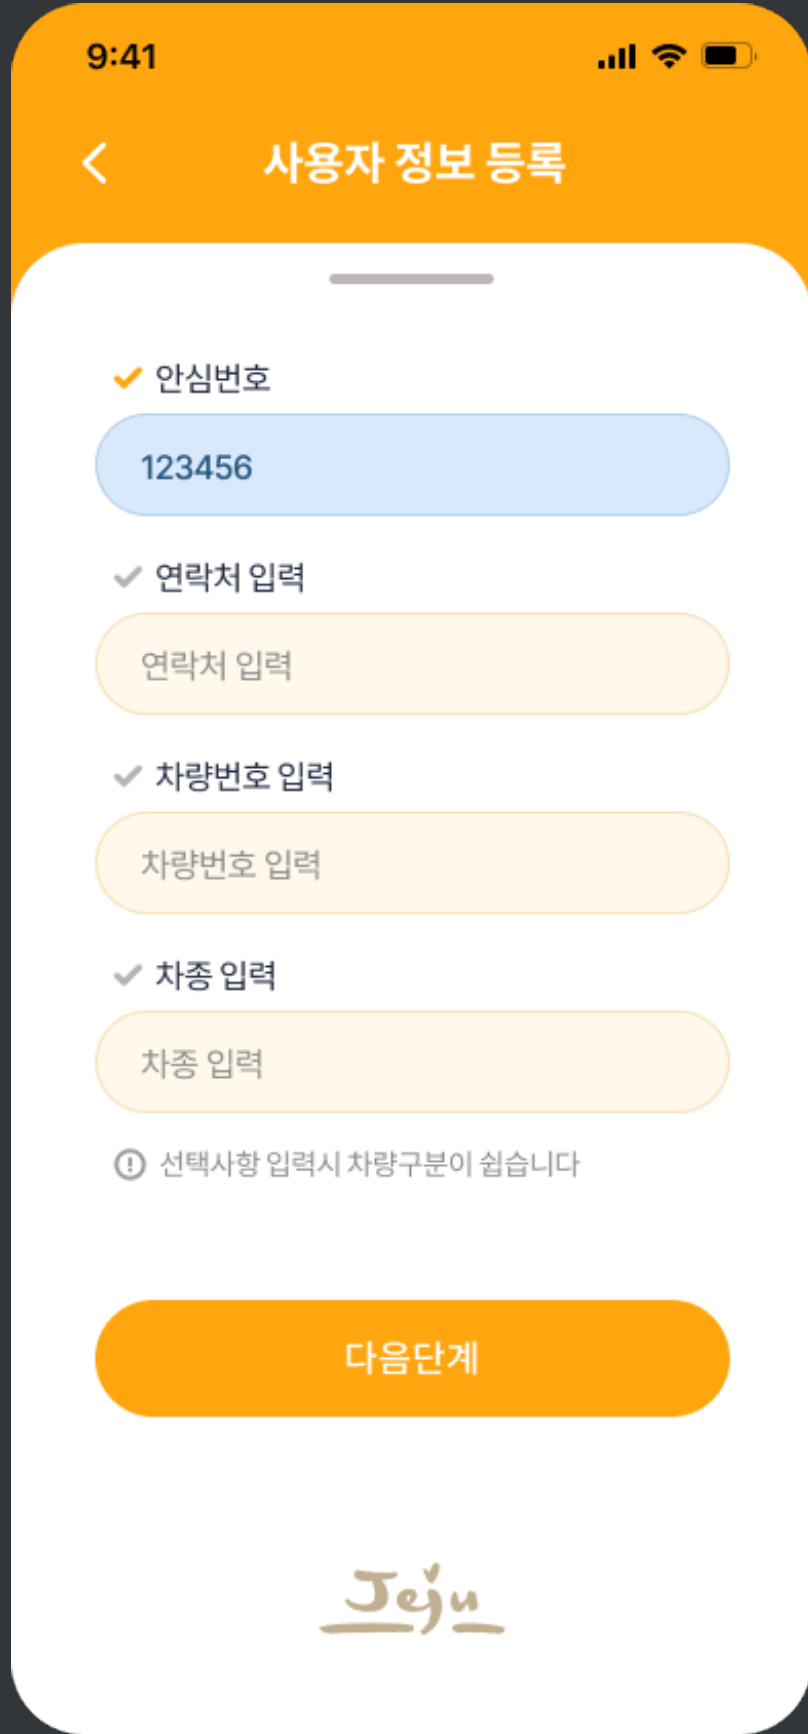 9:41
사용자 정보 등록
안심번호
123456
연락처 입력
연락처 입력
차량번호 입력
차량번호 입력
차종 입력
차종 입력
선택사항 입력시 차량구분이 쉽습니다
다음단계
Jeju